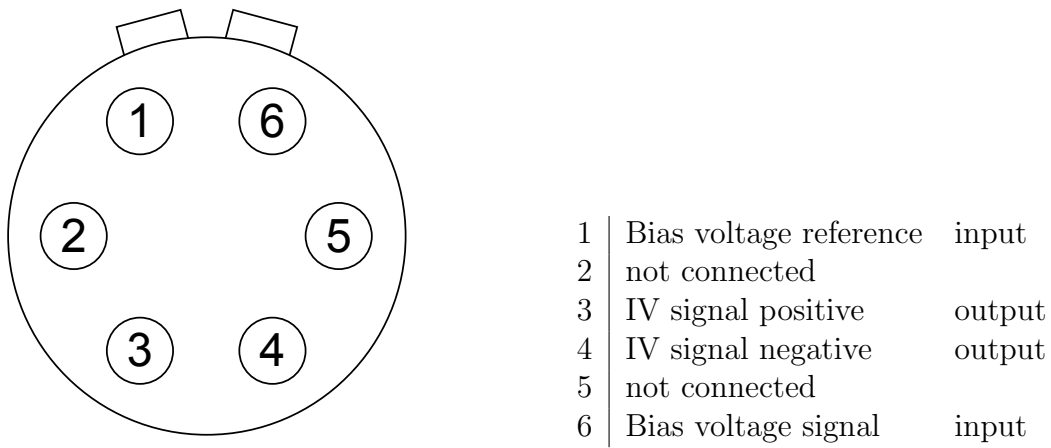 1 6
2 5
3 4
1 Bias voltage reference input
2 not connected
3 IV signal positive output
4 IV signal negative output
5 not connected
6 Bias voltage signal input